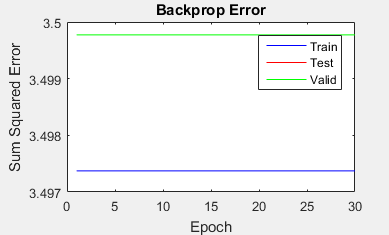 Backprop Error
Sum Squared Error
3.5
3.499
3.498
3.497
Train
Test
Valid
0 5 10 15 20 25 30
Epoch